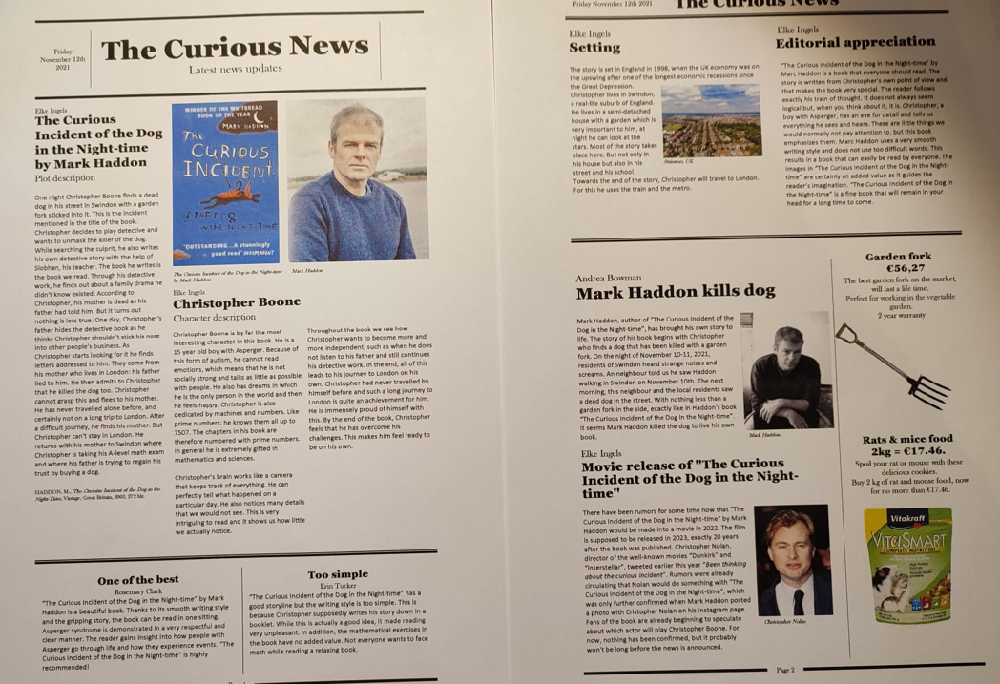 Friday
November 12th
2021
The Curious News
Latest news updates
Elke Ingels
The Curious
Incident of the Dog
in the Night-time
by Mark Haddon
Plot description
One night Christopher Boone finds a dead
dog in his street in Swindon with a garden
fork sticked into it. This is the incident
mentioned in the title of the book.
Christopher decides to play detective and
wants to unmask the killer of the dog.
While searching the culprit, he also writes
his own detective story with the help of
Siobhan, his teacher. The book he writes is
the book we read. Through his detective
work, he finds out about a family drama he
didn't know existed. According to
Christopher, his mother is dead as his
father had told him. But it turns out
nothing is less true. One day, Christopher's
father hides the detective book as he
thinks Christopher shouldn't stick his nose
into other people's business. As
Christopher starts looking for it he finds
letters addressed to him. They come from
his mother who lives in London: his father
lied to him. He then admits to Christopher
that he killed the dog too. Christopher
cannot grasp this and flees to his mother.
He has never travelled alone before, and
certainly not on a long trip to London. After
a difficult journey, he finds his mother. But
Christopher can't stay in London. He
returns with his mother to Swindon where
Christopher is taking his A-level math exam
and where his father is trying to regain his
trust by buying a dog.
HADDON, M., The Curious Incident of the Dog in the
Night-Time, Vintage, Great Britain, 2003, 272 blz.
WINNER OF THE WHITBREAD
BOOK OF THE YEAR
MARK HADDON
THE
CURIOUS
INCIDENT
OF THE DOG
IN THE NIGHT-TIME
"OUTSTANDING...A stunningly
good read" INDEPENDENT
The Curious Incident of the Dog in the Night-time
by Mark Haddon
Mark Haddon
Elke Ingels
Christopher Boone
Character description
Christopher Boone is by far the most
interesting character in this book. He is a
15 year old boy with Asperger. Because of
this form of autism, he cannot read
emotions, which means that he is not
socially strong and talks as little as possible
with people. He also has dreams in which
he is the only person in the world and then
he feels happy. Christopher is also
dedicated by machines and numbers. Like
prime numbers: he knows them all up to
7507. The chapters in his book are
therefore numbered with prime numbers.
In general he is extremely gifted in
mathematics and sciences.
Christopher's brain works like a camera
that keeps track of everything. He can
perfectly tell what happened on a
particular day. He also notices many details
that we would not see. This is very
intriguing to read and it shows us how little
we actually notice.
Throughout the book we see how
Christopher wants to become more and
more independent, such as when he does
not listen to his father and still continues
his detective work. In the end, all of this
leads to his journey to London on his
own. Christopher had never travelled by
himself before and such a long journey to
London is quite an achievement for him.
He is immensely proud of himself with
this. By the end of the book, Christopher
feels that he has overcome his
challenges. This makes him feel ready to
be on his own.
One of the best
Rosemary Clark
"The Curious Incident of the Dog in the Night-time" by Mark
Haddon is a beautiful book. Thanks to its smooth writing style
and the gripping story, the book can be read in one sitting.
Asperger syndrome is demonstrated in a very respectful and
clear manner. The reader gains insight into how people with
Asperger go through life and how they experience events. "The
Curious Incident of the Dog in the Night-time" is highly
recommended!
Too simple
Erin Tucker
"The Curious Incident of the Dog in the Night-time" has a
good storyline but the writing style is too simple. This is
because Christopher supposedly writes his story down in a
booklet. While this is actually a good idea, it made reading
very unpleasant. In addition, the mathematical exercises in
the book have no added value. Not everyone wants to face
math while reading a relaxing book.
Friday November 12th 2021
The Curious News
Elke Ingels
Setting
The story is set in England in 1998, when the UK economy was on
the upswing after one of the longest economic recessions since
the Great Depression.
Christopher lives in Swindon,
a real-life suburb of England.
He lives in a semi-detached
house with a garden which is
very important to him, at
night he can look at the
stars. Most of the story takes
place here. But not only in
his house but also in his
street and his school.
Swindon, UK
Towards the end of the story, Christopher will travel to London.
For this he uses the train and the metro.
Elke Ingels
Editorial appreciation
"The Curious Incident of the Dog in the Night-time" by
Marc Haddon is a book that everyone should read. The
story is written from Christopher's own point of view and
that makes the book very special. The reader follows
exactly his train of thought. It does not always seem
logical but, when you think about it, it is. Christopher, a
boy with Asperger, has an eye for detail and tells us
everything he sees and hears. These are little things we
would normally not pay attention to, but this book
emphasizes them. Marc Haddon uses a very smooth
writing style and does not use too difficult words. This
results in a book that can easily be read by everyone. The
images in "The Curious Incident of the Dog in the Night-
time" are certainly an added value as it guides the
reader's imagination. "The Curious Incident of the Dog in
the Night-time" is a fine book that will remain in your
head for a long time to come.
Andrea Bowman
Mark Haddon kills dog
Mark Haddon, author of "The Curious Incident of the
Dog in the Night-time", has brought his own story to
life. The story of his book begins with Christopher
who finds a dog that has been killed with a garden
fork. On the night of November 10-11, 2021,
residents of Swindon heard strange noises and
screams. An neighbour told us he saw Haddon
walking in Swindon on November 10th. The next
morning, this neighbour and the local residents saw
a dead dog in the street. With nothing less than a
garden fork in the side, exactly like in Haddon's book
"The Curious Incident of the Dog in the Night-time".
It seems Mark Haddon killed the dog to live his own
book.
Mark Haddon
Elke Ingels
Movie release of "The Curious
Incident of the Dog in the Night-
time"
There have been rumors for some time now that "The
Curious Incident of the Dog in the Night-time" by Mark
Haddon would be made into a movie in 2022. The film
is supposed to be released in 2023, exactly 20 years
after the book was published. Christopher Nolan,
director of the well-known movies "Dunkirk" and
"Interstellar", tweeted earlier this year "Been thinking
about the curious incident". Rumors were already
circulating that Nolan would do something with "The
Curious Incident of the Dog in the Night-time", which
was only further confirmed when Mark Haddon posted
a photo with Cristopher Nolan on his Instagram page.
Fans of the book are already beginning to speculate
about which actor will play Christopher Boone. For
now, nothing has been confirmed, but it probably
won't be long before the news is announced.
Christopher Nolan
Garden fork
€56,27
The best garden fork on the market,
will last a life time.
Perfect for working in the vegetable
garden.
2 year warranty
Rats & mice food
2kg = €17.46.
Spoil your rat or mouse with these
delicious cookies.
Buy 2 kg of rat and mouse food, now
for no more than €17.46.
Vitakraft
VITA SMART
COMPLETE NUTRITION
Page 2